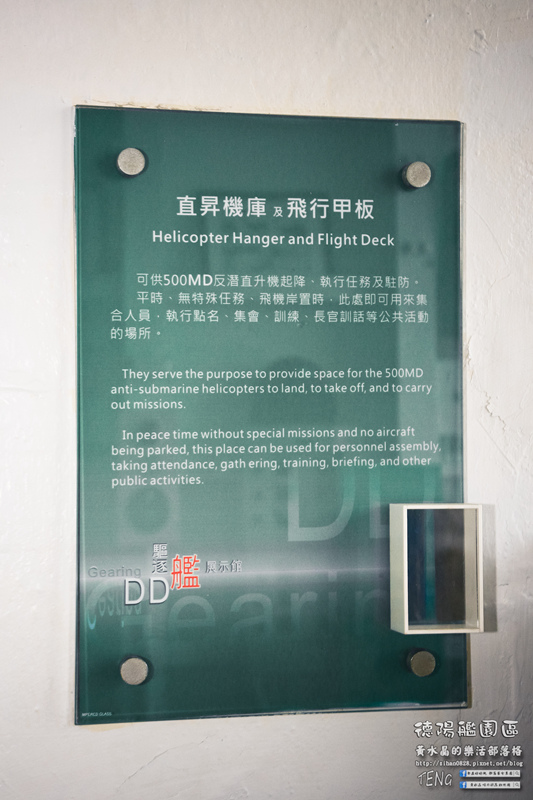 直昇機庫及飛行甲板
Helicopter Hanger and Flight Deck
可供500MD反潛直升機起降，執行任務及駐防。
平時、無特殊任務、飛機岸置時，此處即可用來集
合人員，執行點名、集會、訓練、長官訓話等公共活動
的場所。
They serve the purpose to provide space for the 500MD
anti-submarine helicopters to land, to take off, and to carry
out missions.
In peace time without special missions and no aircraft
being parked, this place can be used for personnel assembly,
taking attendance, gath ering, training, briefing, and other
public activities.
DD
Gearing
驅逐艦展示館
DD
Gearing
德陽艦園區
黃水晶的樂活部落格
http://sihan0828.pixnet.net/blog
TENG